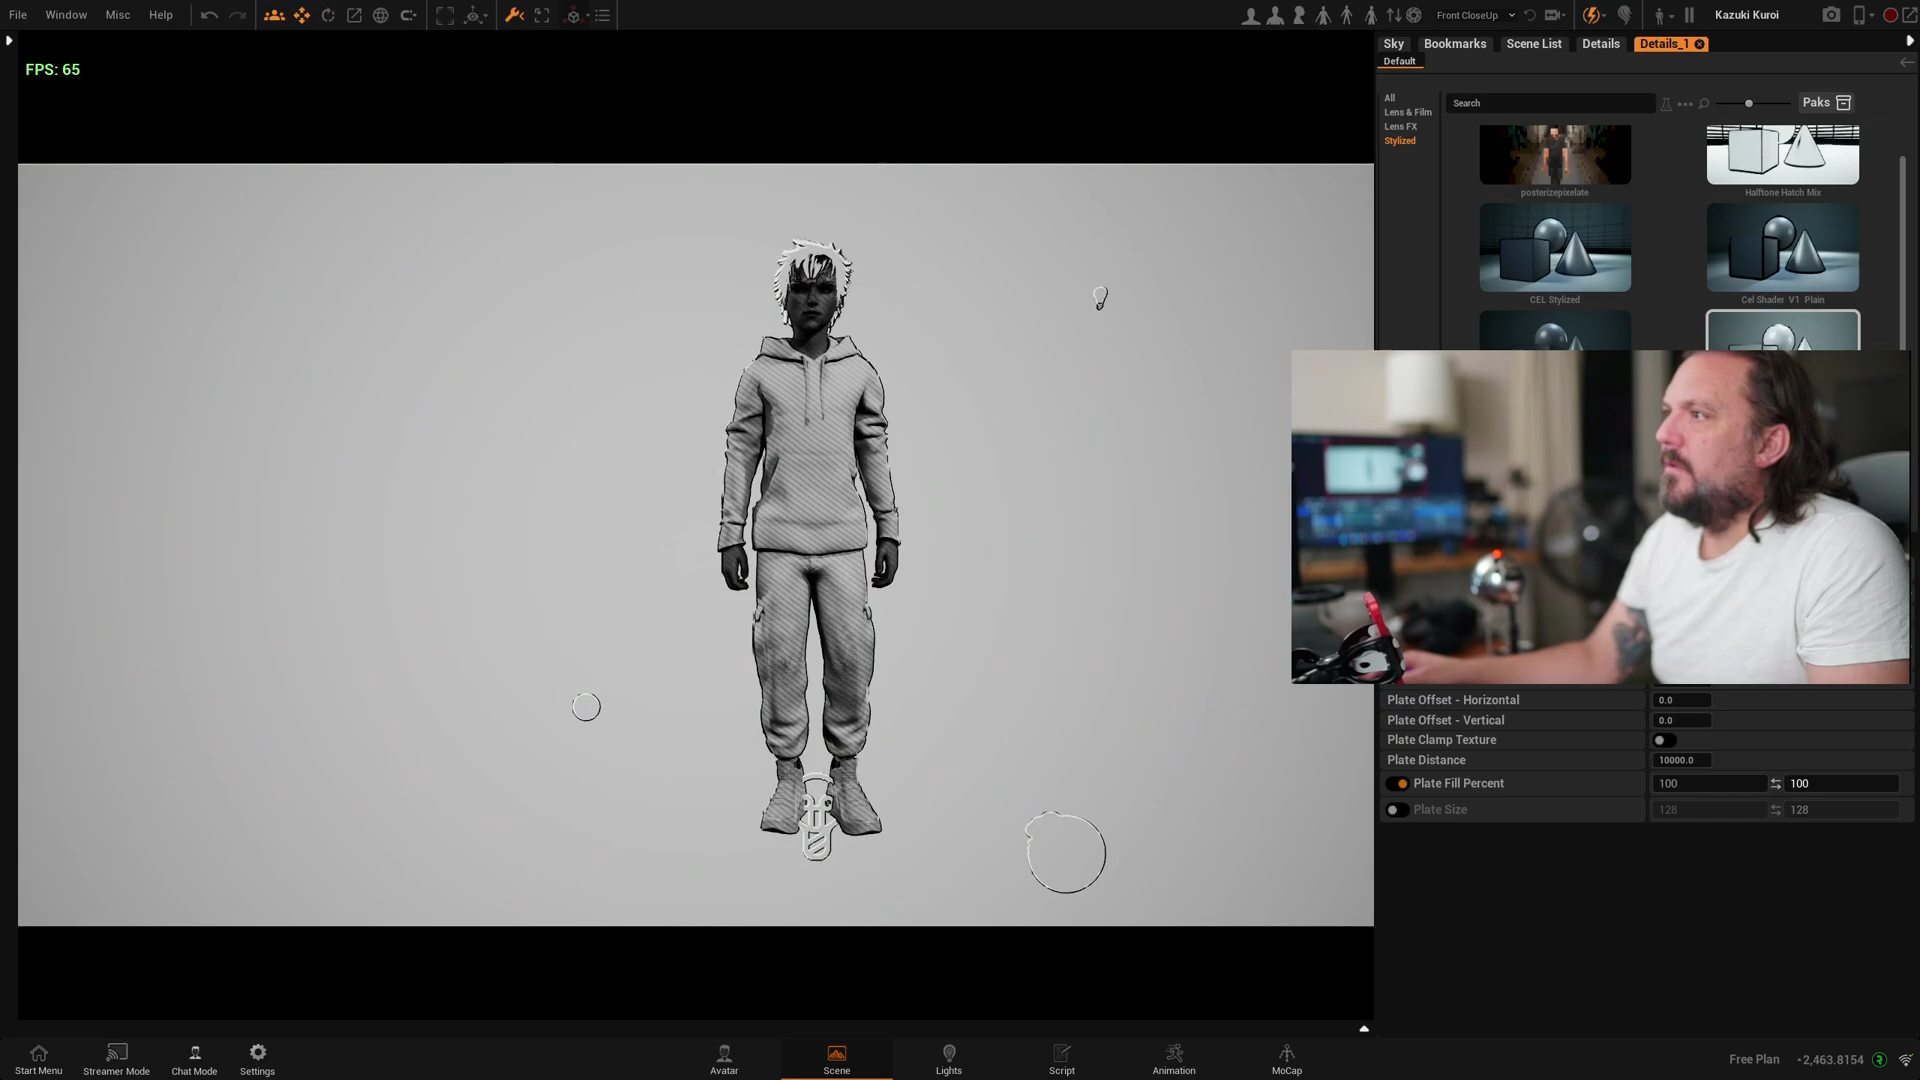 File Window Misc Help
Front CloseUp
Kazuki Kuroi
FPS: 65
Sky Bookmarks Scene List Details Details_1
Default
All
Lens & Film
Lens FX
Stylized
Search
Paks
posterizepixelate
Halftone Hatch Mix
CEL Stylized
Cel Shader V1 Plain
Plate Offset - Horizontal 0.0
Plate Offset - Vertical 0.0
Plate Clamp Texture
Plate Distance 10000.0
Plate Fill Percent 100 100
Plate Size 128 128
Start Menu Streamer Mode Chat Mode Settings
Avatar Scene Lights Script Animation MoCap
Free Plan
2,463.8154